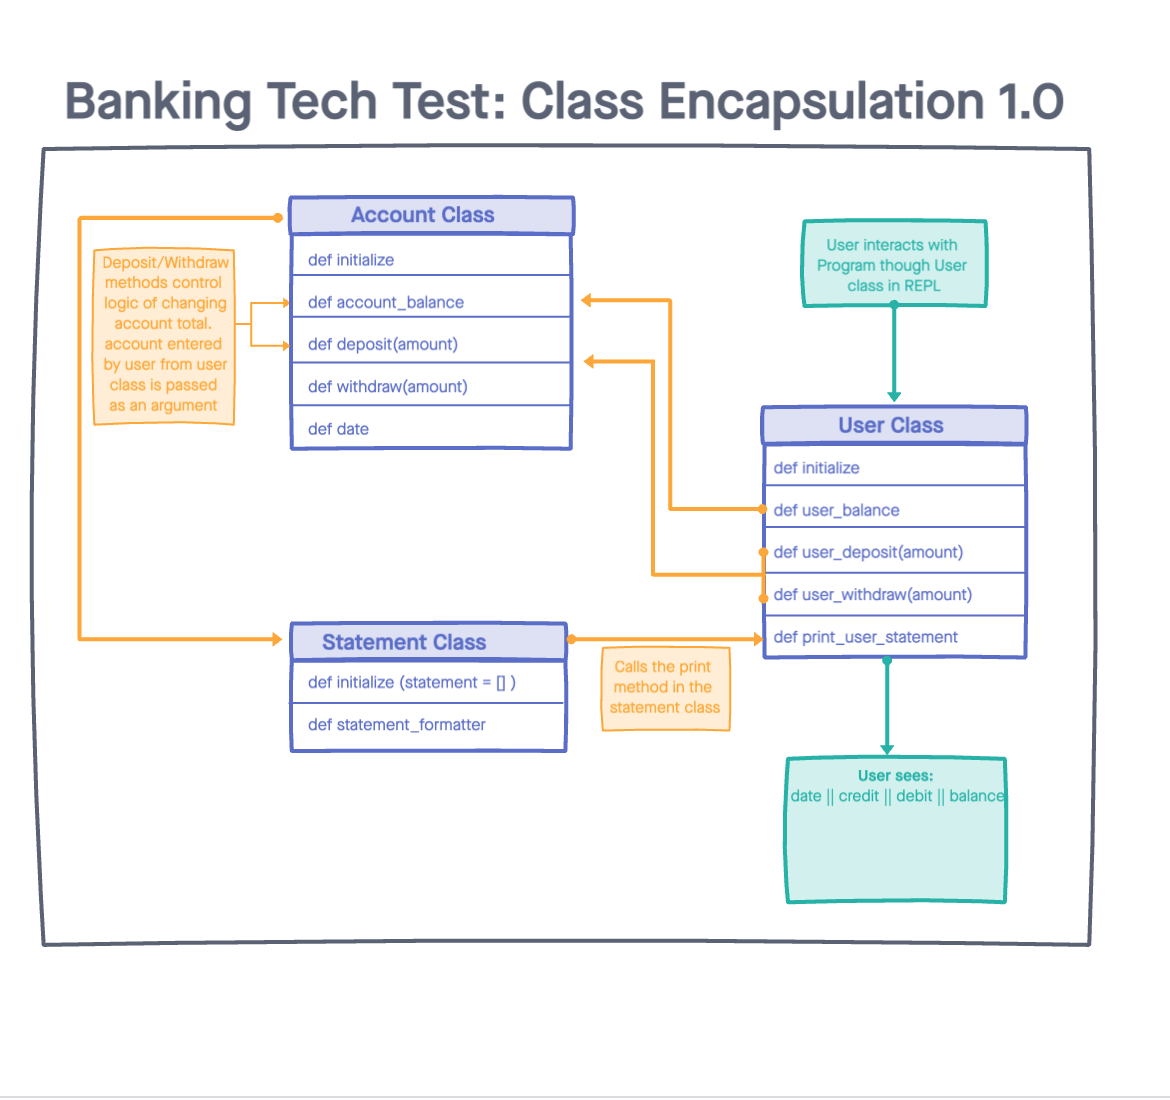 Banking Tech Test: Class Encapsulation 1.0
Account Class
def initialize
def account_balance
def deposit(amount)
def withdraw(amount)
def date
Deposit/Withdraw
methods control
logic of changing
account total.
account entered
by user from user
class is passed
as an argument
User interacts with
Program though User
class in REPL
User Class
def initialize
def user_balance
def user_deposit(amount)
def user_withdraw(amount)
def print_user_statement
Statement Class
def initialize (statement = [] )
def statement_formatter
Calls the print
method in the
statement class
User sees:
date || credit || debit || balance